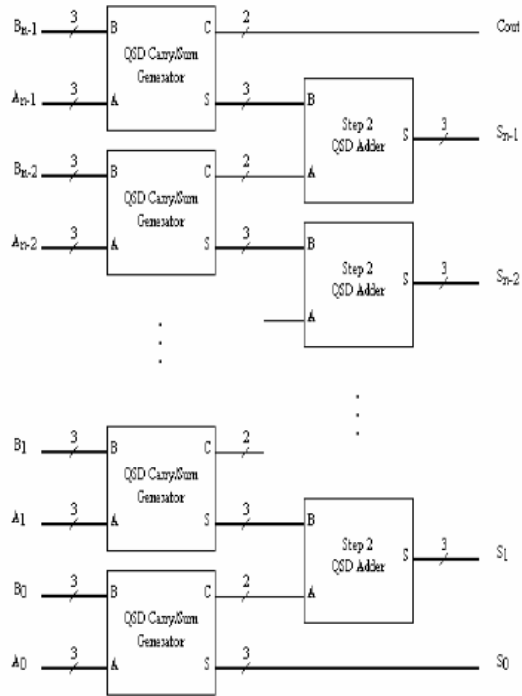 Bn-1 3 B C 2 Cout
QSD Carry/Sum
Generator
An-1 3 A S 3 B
Step 2
QSD Adder
S 3 Sn-1
Bn-2 3 B C 2 A
QSD Carry/Sum
Generator
An-2 3 A S 3 B
Step 2
QSD Adder
S 3 Sn-2
A
B1 3 B C 2
QSD Carry/Sum
Generator
A1 3 A S 3 B
Step 2
QSD Adder
S 3 S1
B0 3 B C 2 A
QSD Carry/Sum
Generator
A0 3 A S 3 S0